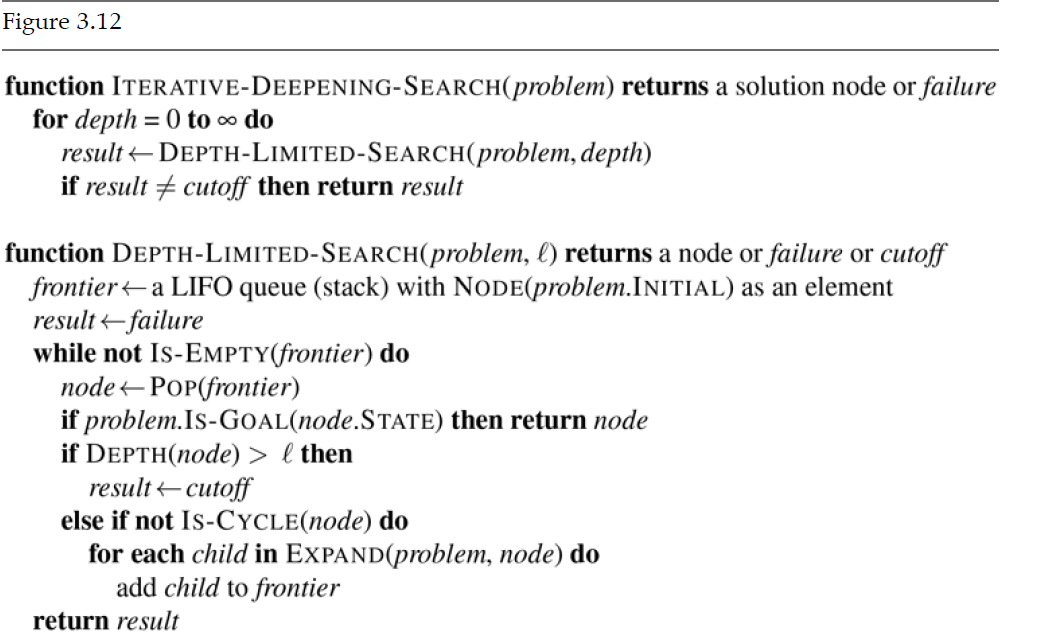 Figure 3.12
function ITERATIVE-DEEPENING-SEARCH(problem) returns a solution node or failure
for depth = 0 to ∞ do
result ← DEPTH-LIMITED-SEARCH(problem, depth)
if result ≠ cutoff then return result
function DEPTH-LIMITED-SEARCH(problem, ℓ) returns a node or failure or cutoff
frontier ← a LIFO queue (stack) with NODE(problem.INITIAL) as an element
result ← failure
while not IS-EMPTY(frontier) do
node ← POP(frontier)
if problem.IS-GOAL(node.STATE) then return node
if DEPTH(node) > ℓ then
result ← cutoff
else if not IS-CYCLE(node) do
for each child in EXPAND(problem, node) do
add child to frontier
return result